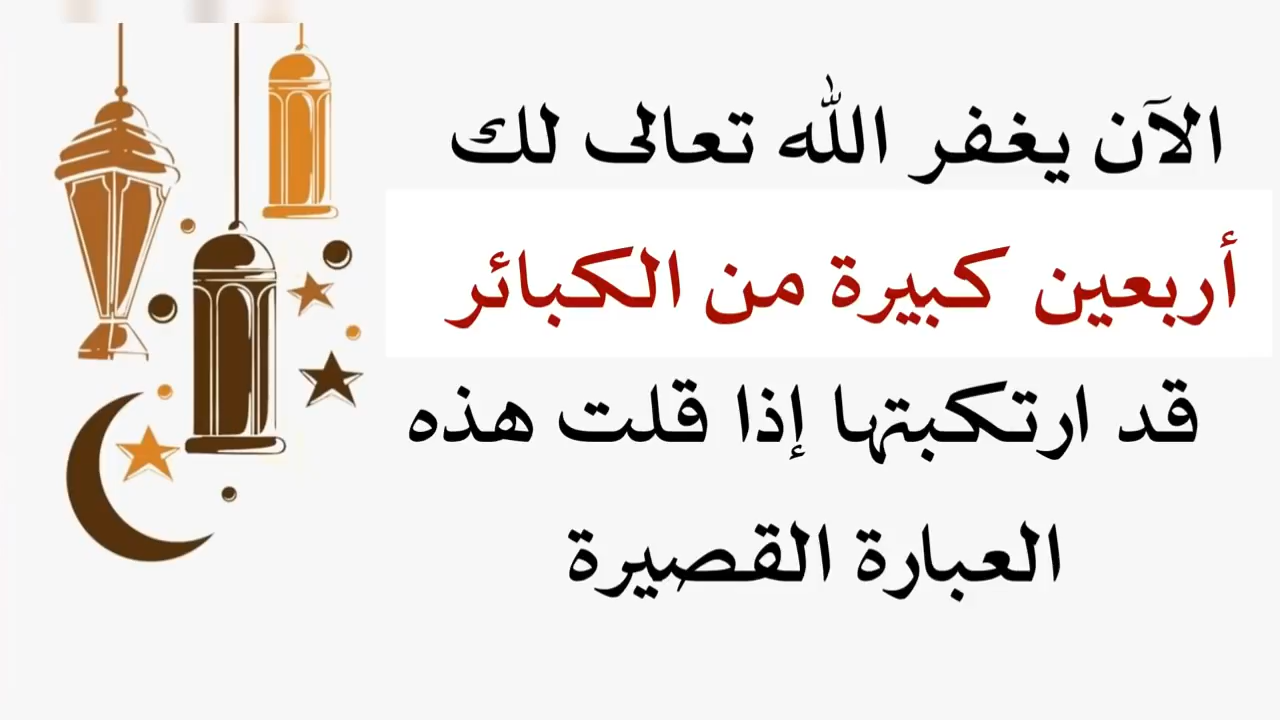 الآن يغفر الله تعالى لك
أربعين كبيرة من الكبائر
قد ارتكبتها إذا قلت هذه
العبارة القصيرة